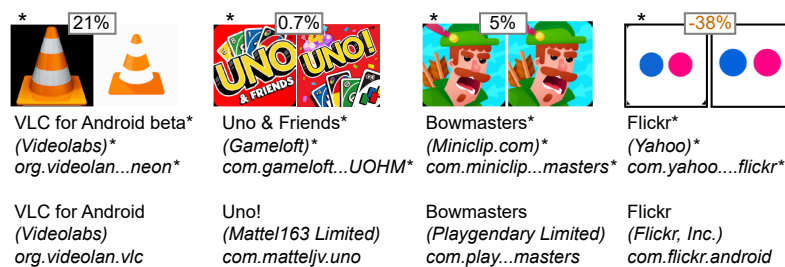 * 21% * 0.7% * 5% * -38%
UNO & FRIENDS UNO!
VLC for Android beta* Uno & Friends* Bowmasters* Flickr*
(Videolabs)* (Gameloft)* (Miniclip.com)* (Yahoo)*
org.videolan...neon* com.gameloft...UOHM* com.miniclip...masters* com.yahoo....flickr*
VLC for Android Uno! Bowmasters Flickr
(Videolabs) (Mattel163 Limited) (Playgendary Limited) (Flickr, Inc.)
org.videolan.vlc com.matteljv.uno com.play...masters com.flickr.android